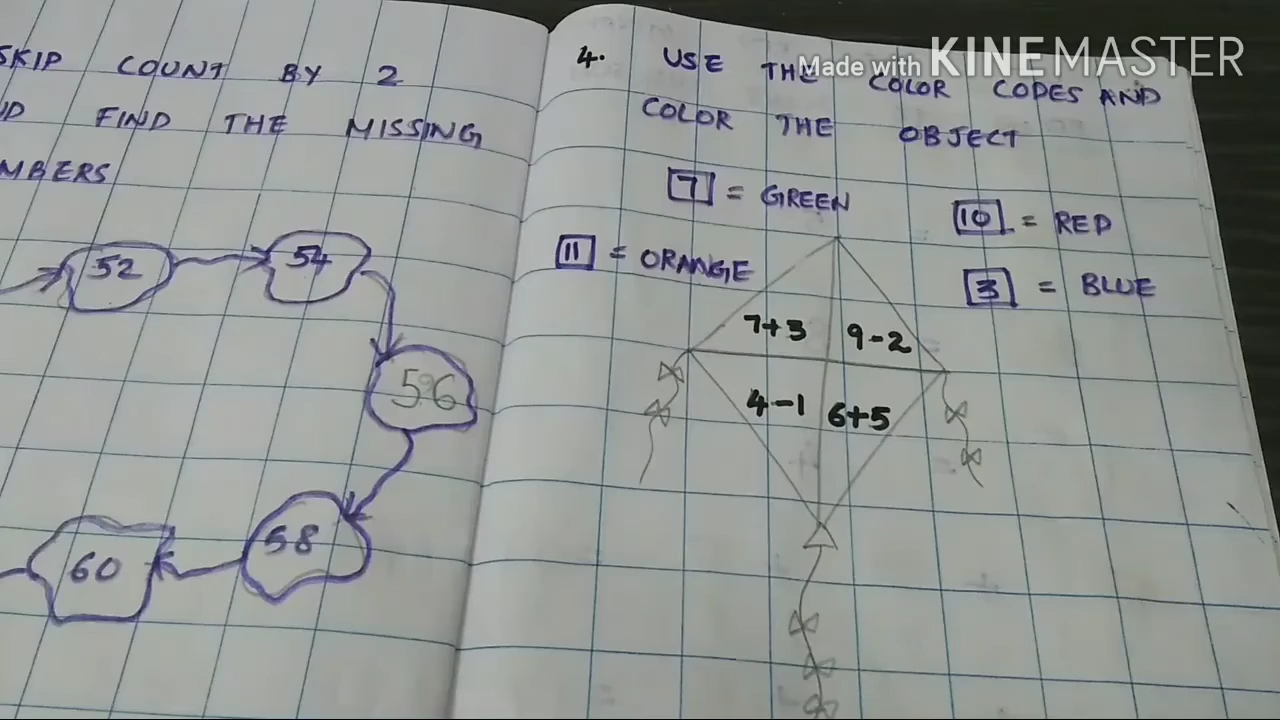 SKIP COUNT BY 2
FIND THE MISSING
52
54
56
58
60
Made with KINEMASTER
4. USE THE COLOR CODES AND
COLOR THE OBJECT
7 = GREEN
10 = RED
11 = ORANGE
3 = BLUE
7+3
9-2
4-1
6+5